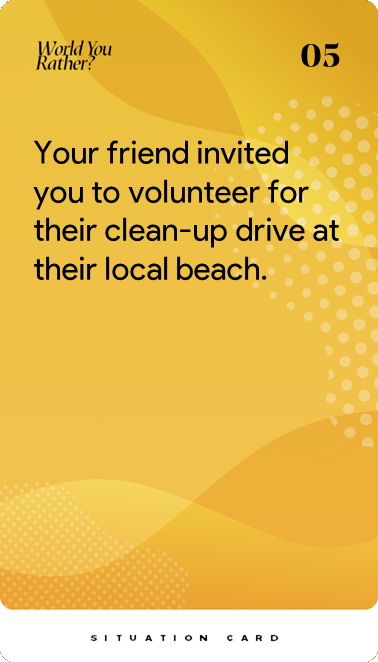 World You
Rather?
05
Your friend invited
you to volunteer for
their clean-up drive at
their local beach.
SITUATION CARD